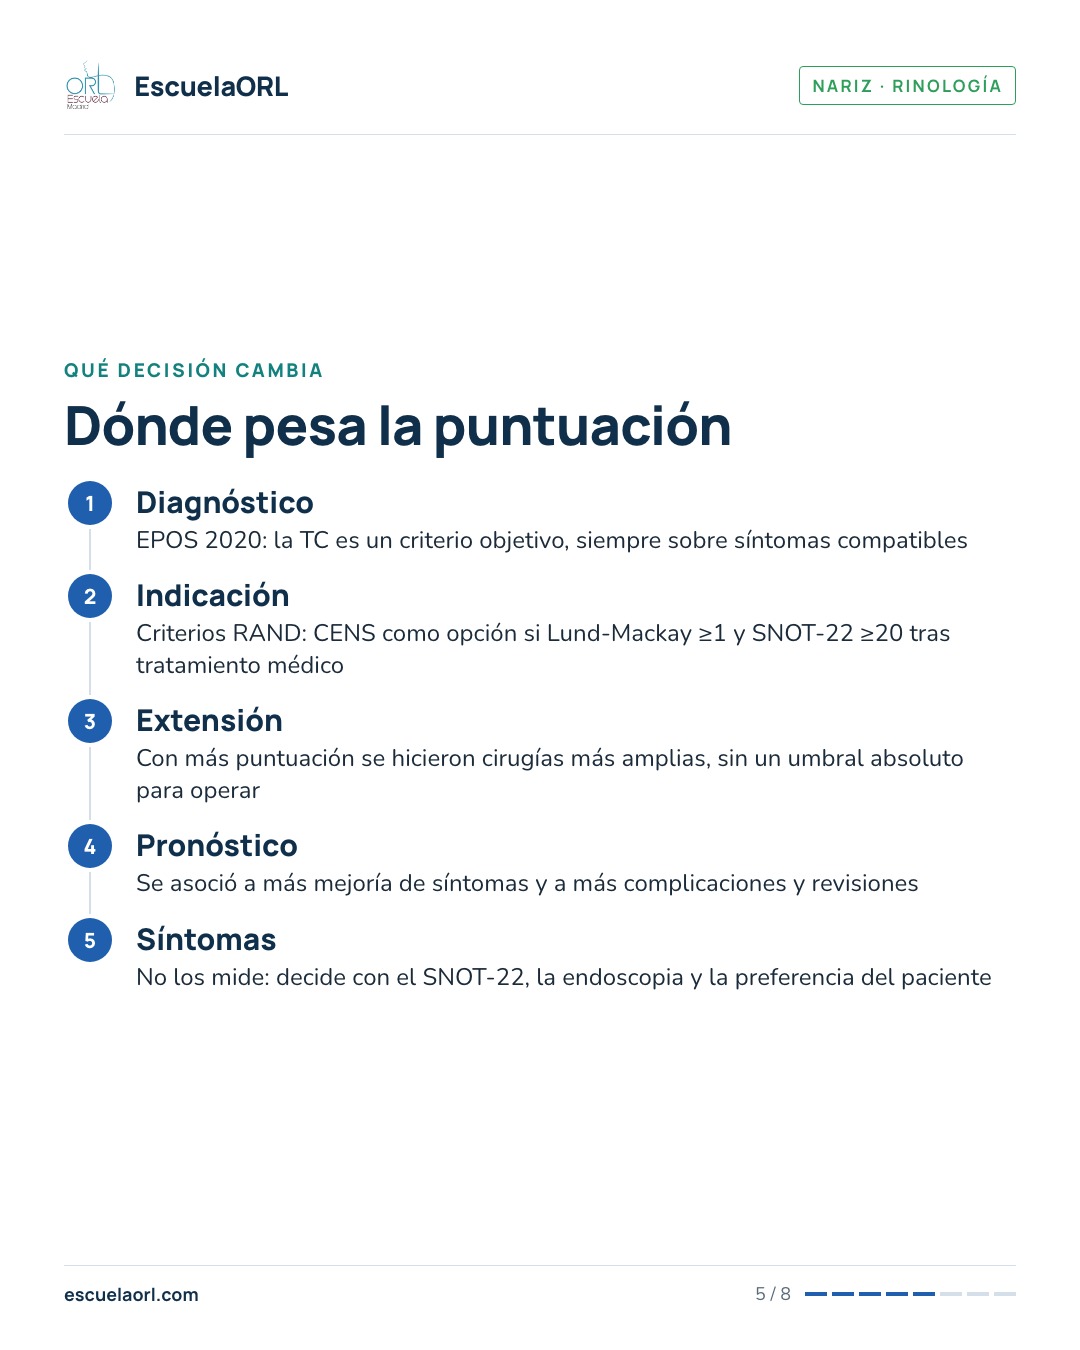 ORL
Escuela
Madrid
EscuelaORL
NARIZ · RINOLOGÍA
QUÉ DECISIÓN CAMBIA
Dónde pesa la puntuación
1
Diagnóstico
EPOS 2020: la TC es un criterio objetivo, siempre sobre síntomas compatibles
2
Indicación
Criterios RAND: CENS como opción si Lund-Mackay ≥1 y SNOT-22 ≥20 tras
tratamiento médico
3
Extensión
Con más puntuación se hicieron cirugías más amplias, sin un umbral absoluto
para operar
4
Pronóstico
Se asoció a más mejoría de síntomas y a más complicaciones y revisiones
5
Síntomas
No los mide: decide con el SNOT-22, la endoscopia y la preferencia del paciente
escuelaorl.com
5 / 8